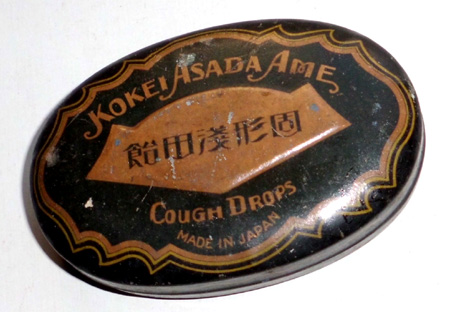 KOKEI ASADA AME
飴田淺形固
COUGH DROPS
MADE IN JAPAN